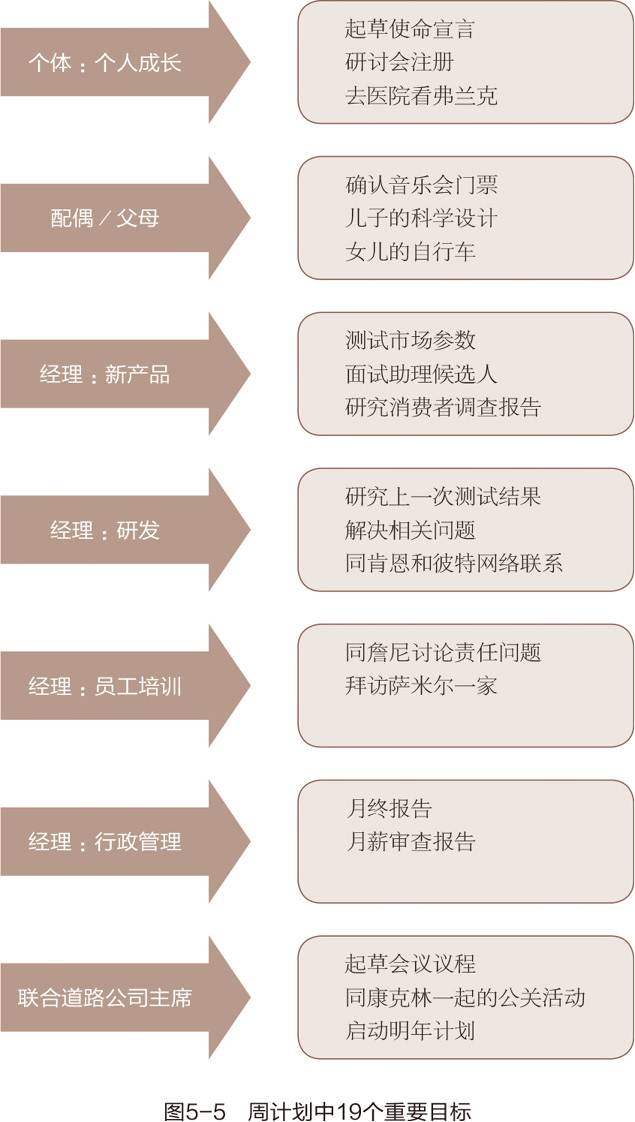 个体：个人成长
起草使命宣言
研讨会注册
去医院看弗兰克
配偶／父母
确认音乐会门票
儿子的科学设计
女儿的自行车
经理：新产品
测试市场参数
面试助理候选人
研究消费者调查报告
经理：研发
研究上一次测试结果
解决相关问题
同肯恩和彼特网络联系
经理：员工培训
同詹尼讨论责任问题
拜访萨米尔一家
经理：行政管理
月终报告
月薪审查报告
联合道路公司主席
起草会议议程
同康克林一起的公关活动
启动明年计划
图5-5　周计划中19个重要目标